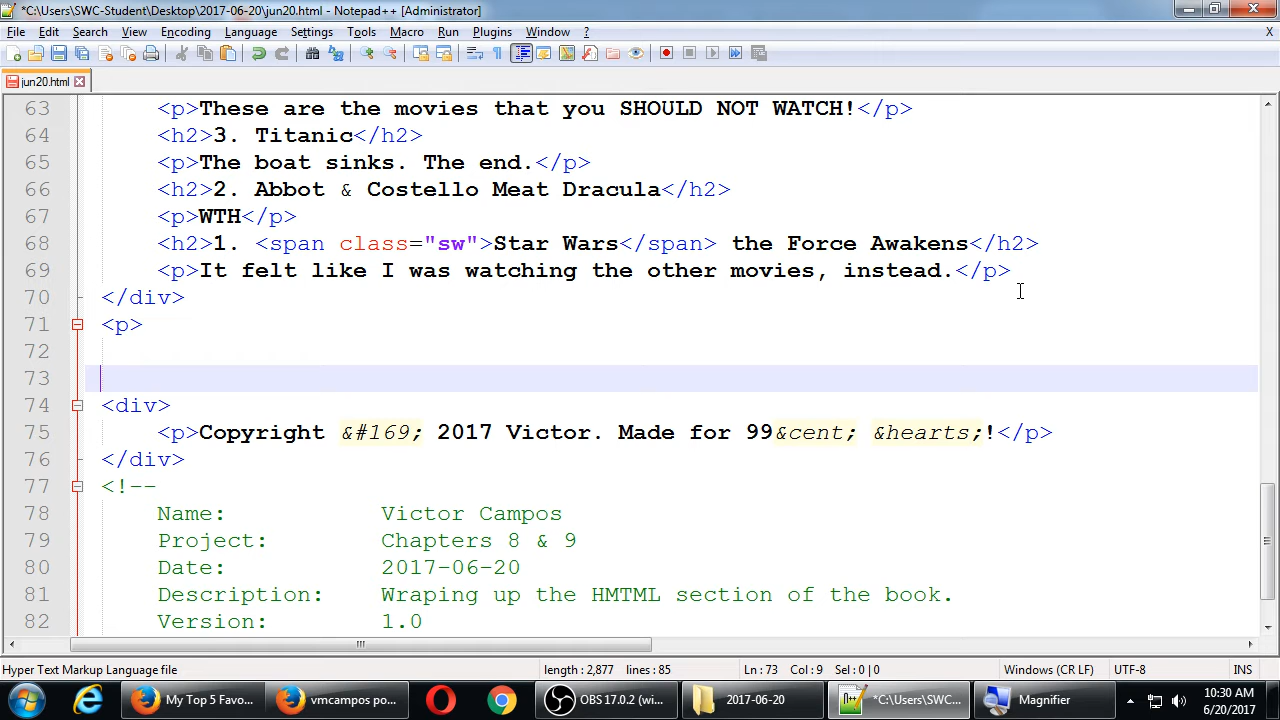 *C:\Users\SWC-Student\Desktop\2017-06-20\jun20.html - Notepad++ [Administrator]
File Edit Search View Encoding Language Settings Tools Macro Run Plugins Window ? X
jun20.html
63 <p>These are the movies that you SHOULD NOT WATCH!</p>
64 <h2>3. Titanic</h2>
65 <p>The boat sinks. The end.</p>
66 <h2>2. Abbot & Costello Meat Dracula</h2>
67 <p>WTH</p>
68 <h2>1. <span class="sw">Star Wars</span> the Force Awakens</h2>
69 <p>It felt like I was watching the other movies, instead.</p>
70 </div>
71 <p>
72
73
74 <div>
75 <p>Copyright &#169; 2017 Victor. Made for 99&cent; &hearts;!</p>
76 </div>
77 <!--
78 Name: Victor Campos
79 Project: Chapters 8 & 9
80 Date: 2017-06-20
81 Description: Wraping up the HMTML section of the book.
82 Version: 1.0
Hyper Text Markup Language file length : 2,877 lines : 85 Ln : 73 Col : 9 Sel : 0 | 0 Windows (CR LF) UTF-8 INS
My Top 5 Favo... vmcampos po... OBS 17.0.2 (wi... 2017-06-20 *C:\Users\SWC... Magnifier 10:30 AM
6/20/2017